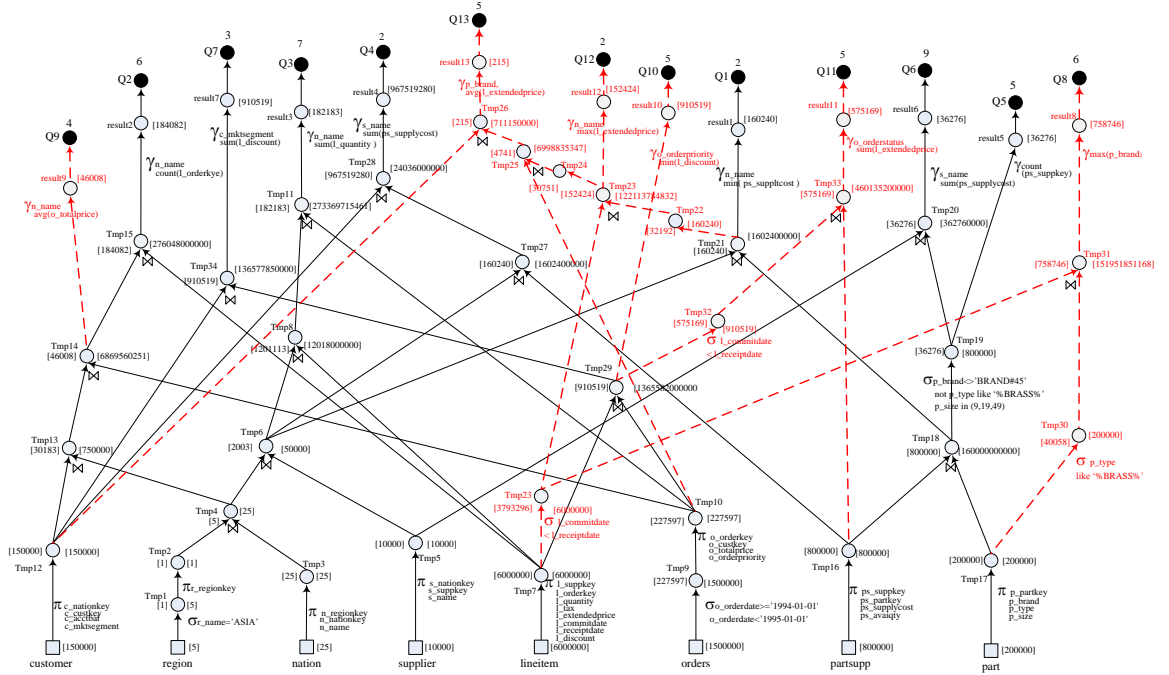 5
Q13
3
Q7
2
Q4
7
Q3
6
Q2
2
Q12
5
Q10
2
Q1
5
Q11
9
Q6
5
Q5
6
Q8
4
Q9
result13 [215]
γp_brand,
avg(l_extendedprice)
Tmp26
[215] [711150000]
result7 [910519]
γc_mktsegment
sum(l_discount)
result3 [182183]
γn_name
sum(l_quantity )
result4 [967519280]
γs_name
sum(ps_supplycost)
result2 [184082]
γn_name
count(l_orderkye)
result12 [152424]
γn_name
max(l_extendedprice)
result10 [910519]
γo_orderpriority
min(l_discount)
result1 [160240]
γn_name
min( ps_suppltcost )
result11 [575169]
γo_orderstatus
sum(l_extendedprice)
result6 [36276]
γs_name
sum(ps_supplycost)
result5 [36276]
γcount
(ps_suppkey)
result8 [758746]
γmax(p_brand)
result9 [46008]
γn_name
avg(o_totalprice)
[6998835347]
[4741]
Tmp25
Tmp24
[30751]
Tmp28
[967519280] [24036000000]
Tmp11
[182183] [273369715461]
Tmp23
[152424] [122113784832]
Tmp22
[32192] [160240]
Tmp33
[575169] [460135200000]
Tmp15
[184082] [276048000000]
Tmp21
[160240] [1602400000]
Tmp20
[36276] [362760000]
Tmp34
[910519] [136577850000]
Tmp27
[160240] [1602400000]
Tmp31
[758746] [151951851168]
Tmp32
[575169] [910519]
σ l_commitdate
< l_receiptdate
Tmp14
[46008] [6869560251]
Tmp8
[1201113] [12018000000]
Tmp29
[910519] [1365582000000
Tmp19
[36276] [800000]
σp_brand<>'BRAND#45'
not p_type like '%BRASS%'
p_size in (9,19,49)
Tmp13
[30183] [750000]
Tmp6
[2003] [50000]
Tmp18
[800000] [160000000000]
Tmp30
[40058] [200000]
σ p_type
like '%BRASS%'
Tmp4
[5] [25]
Tmp23
[3793296] [6000000]
σ l_commitdate
< l_receiptdate
Tmp10
[227597] [227597]
π o_orderkey
o_custkey
o_totalprice
o_orderpriority
[150000] [150000]
Tmp12
Tmp2
[1] [1]
Tmp3
[25] [25]
[10000] [10000]
Tmp5
[6000000] [6000000]
Tmp7
[800000] [800000]
Tmp16
[200000] [200000]
Tmp17
π c_nationkey
c_custkey
c_acctbal
c_mktsegment
πr_regionkey
Tmp1
[1] [5]
σr_name='ASIA'
π n_regionkey
n_nationkey
n_name
π s_nationkey
s_suppkey
s_name
π l_suppkey
l_orderkey
l_quantity
l_tax
l_extendedprice
l_commitdate
l_receiptdate
l_discount
Tmp9
[227597] [1500000]
σo_orderdate>='1994-01-01'
o_orderdate<'1995-01-01'
π ps_suppkey
ps_partkey
ps_supplycost
ps_avaiqty
π p_partkey
p_brand
p_type
p_size
[150000]
customer
[5]
region
[25]
nation
[10000]
supplier
[6000000]
lineitem
[1500000]
orders
[800000]
partsupp
[200000]
part